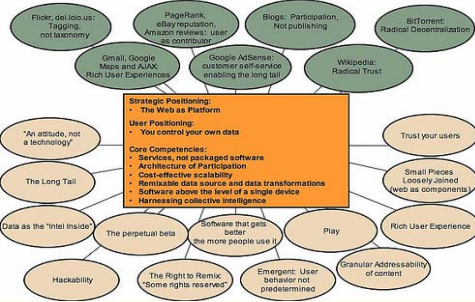 Flickr, del.icio.us:
Tagging,
not taxonomy
PageRank,
eBay reputation,
Amazon reviews: user
as contributor
Blogs: Participation,
Not publishing
BitTorrent:
Radical Decentralization
Gmail, Google
Maps and AJAX:
Rich User Experiences
Google AdSense:
customer self-service
enabling the long tail
Wikipedia:
Radical Trust
Strategic Positioning:
• The Web as Platform
User Positioning:
• You control your own data
Core Competencies:
• Services, not packaged software
• Architecture of Participation
• Cost-effective scalability
• Remixable data source and data transformations
• Software above the level of a single device
• Harnessing collective intelligence
"An attitude, not
a technology"
Trust your users
The Long Tail
Small Pieces
Loosely Joined
(web as components)
Data as the "Intel Inside"
The perpetual beta
Software that gets
better
the more people use it
Play
Rich User Experience
Hackability
The Right to Remix:
"Some rights reserved"
Emergent: User
behavior not
predetermined
Granular Addressability
of content